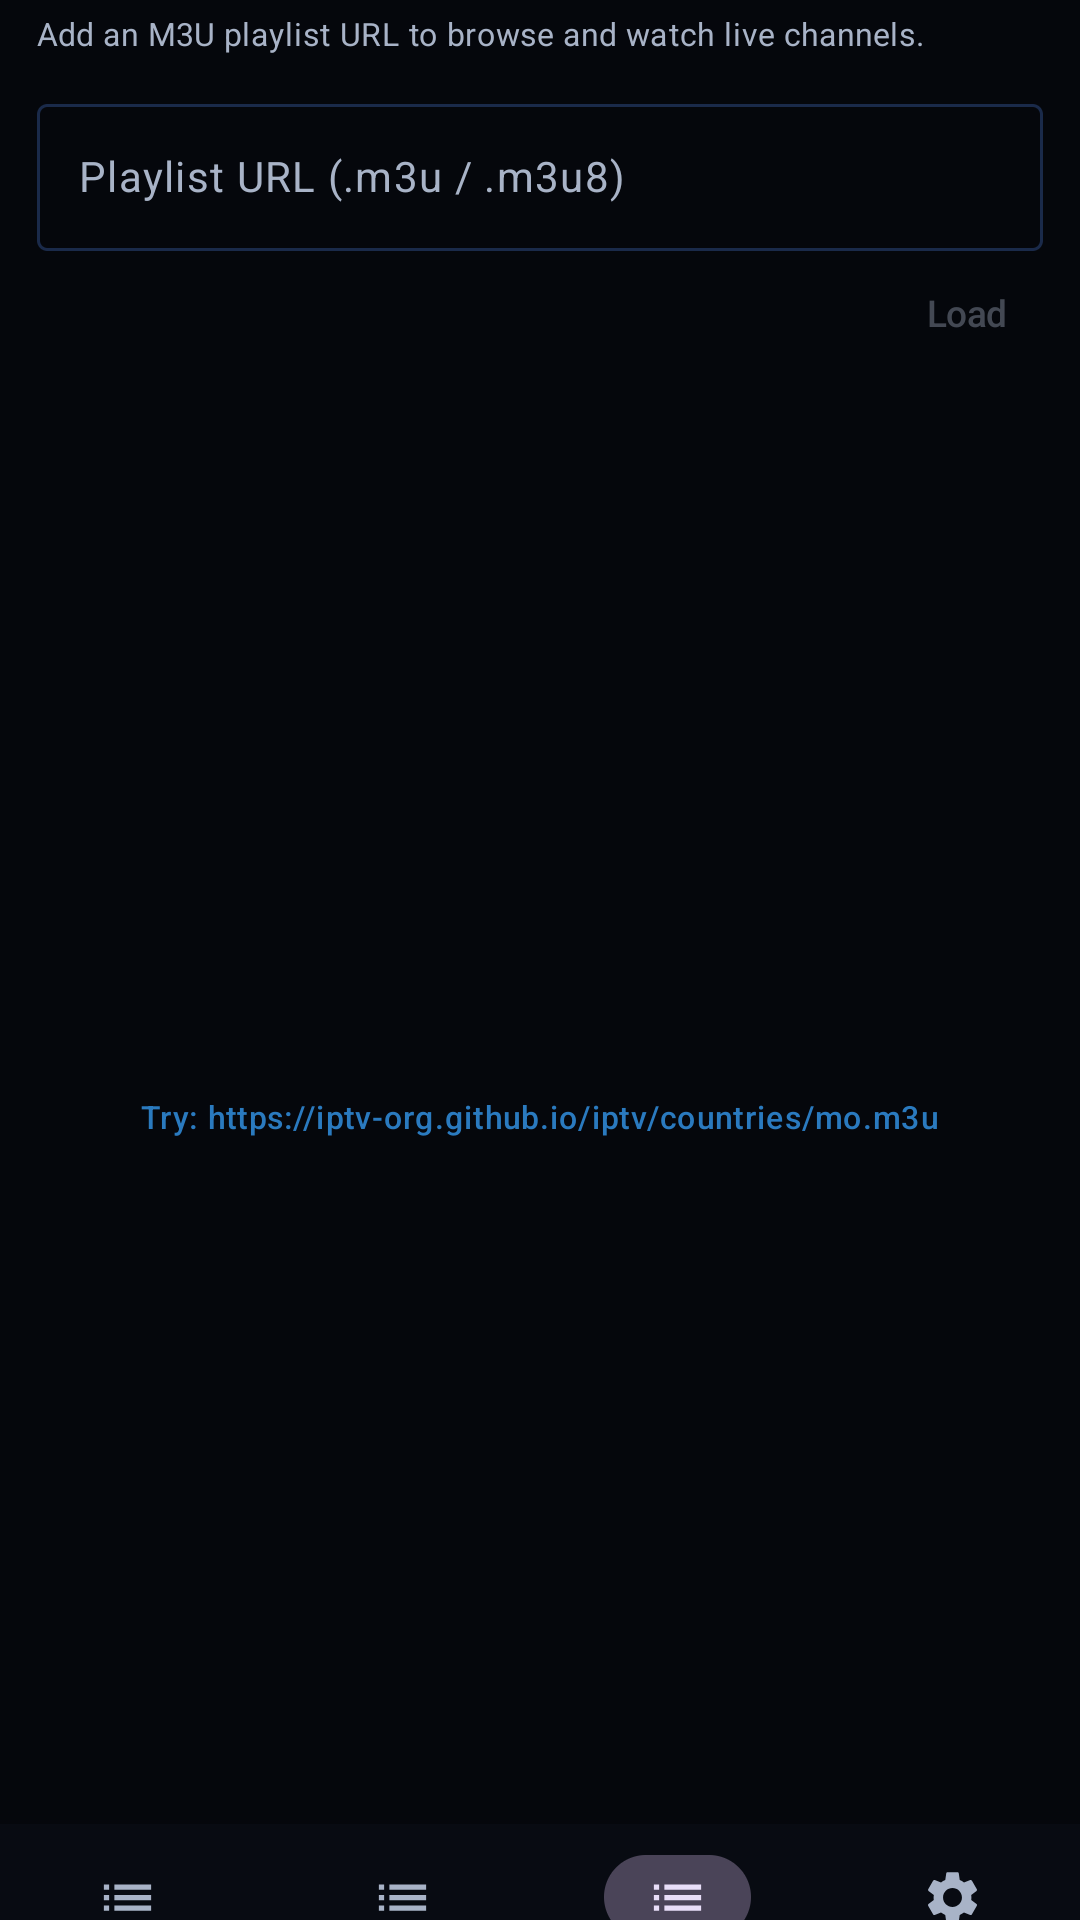 Add an M3U playlist URL to browse and watch live channels.
Playlist URL (.m3u / .m3u8)
Load
Try: https://iptv-org.github.io/iptv/countries/mo.m3u